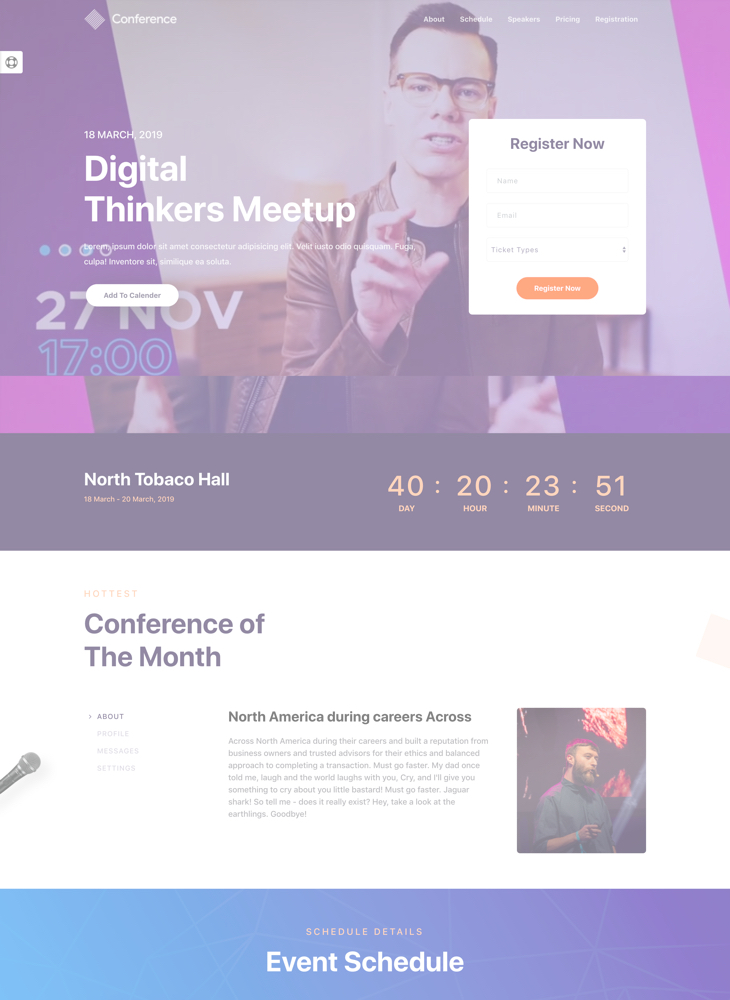 Conference
About
Schedule
Speakers
Pricing
Registration
18 MARCH, 2019
Digital
Thinkers Meetup
Lorem ipsum dolor sit amet consectetur adipisicing elit. Velit iusto odio quisquam. Fuga,
culpa! Inventore sit, similique ea soluta.
Add To Calender
27 NOV
17:00
Register Now
Name
Email
Ticket Types
Register Now
North Tobaco Hall
18 March - 20 March, 2019
40 : 20 : 23 : 51
DAY
HOUR
MINUTE
SECOND
HOTTEST
Conference of
The Month
ABOUT
PROFILE
MESSAGES
SETTINGS
North America during careers Across
Across North America during their careers and built a reputation from
business owners and trusted advisors for their ethics and balanced
approach to completing a transaction. Must go faster. My dad once
told me, laugh and the world laughs with you, Cry, and I'll give you
something to cry about you little bastard! Must go faster. Jaguar
shark! So tell me - does it really exist? Hey, take a look at the
earthlings. Goodbye!
SCHEDULE DETAILS
Event Schedule